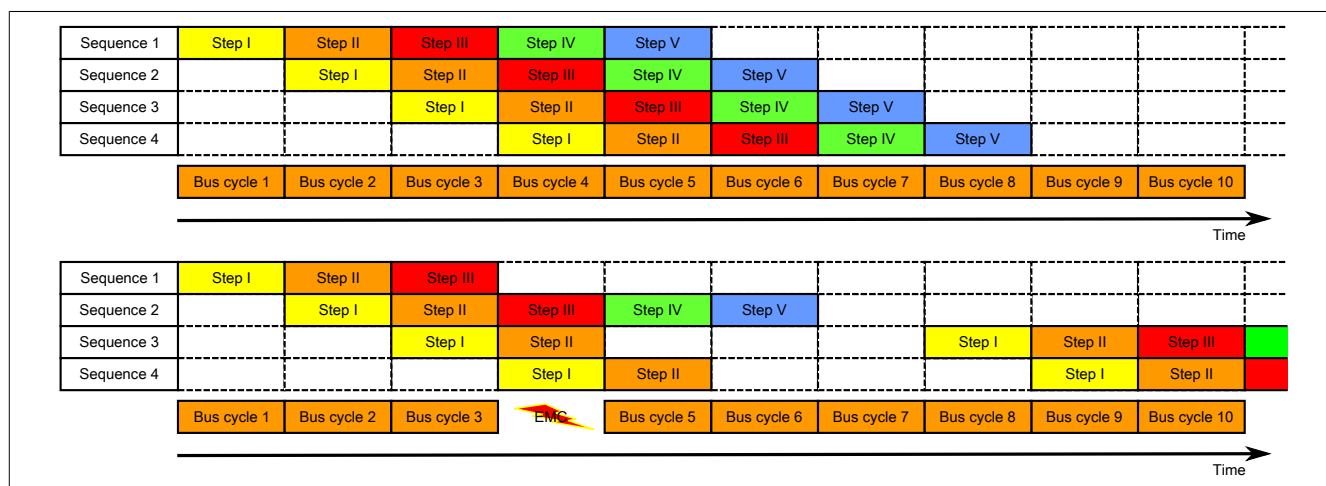 Sequence 1 Step I Step II Step III Step IV Step V
Sequence 2 Step I Step II Step III Step IV Step V
Sequence 3 Step I Step II Step III Step IV Step V
Sequence 4 Step I Step II Step III Step IV Step V
Bus cycle 1 Bus cycle 2 Bus cycle 3 Bus cycle 4 Bus cycle 5 Bus cycle 6 Bus cycle 7 Bus cycle 8 Bus cycle 9 Bus cycle 10
Time
Sequence 1 Step I Step II Step III
Sequence 2 Step I Step II Step III Step IV Step V
Sequence 3 Step I Step II Step I Step II Step III
Sequence 4 Step I Step II Step I Step II
Bus cycle 1 Bus cycle 2 Bus cycle 3 EMC Bus cycle 5 Bus cycle 6 Bus cycle 7 Bus cycle 8 Bus cycle 9 Bus cycle 10
Time